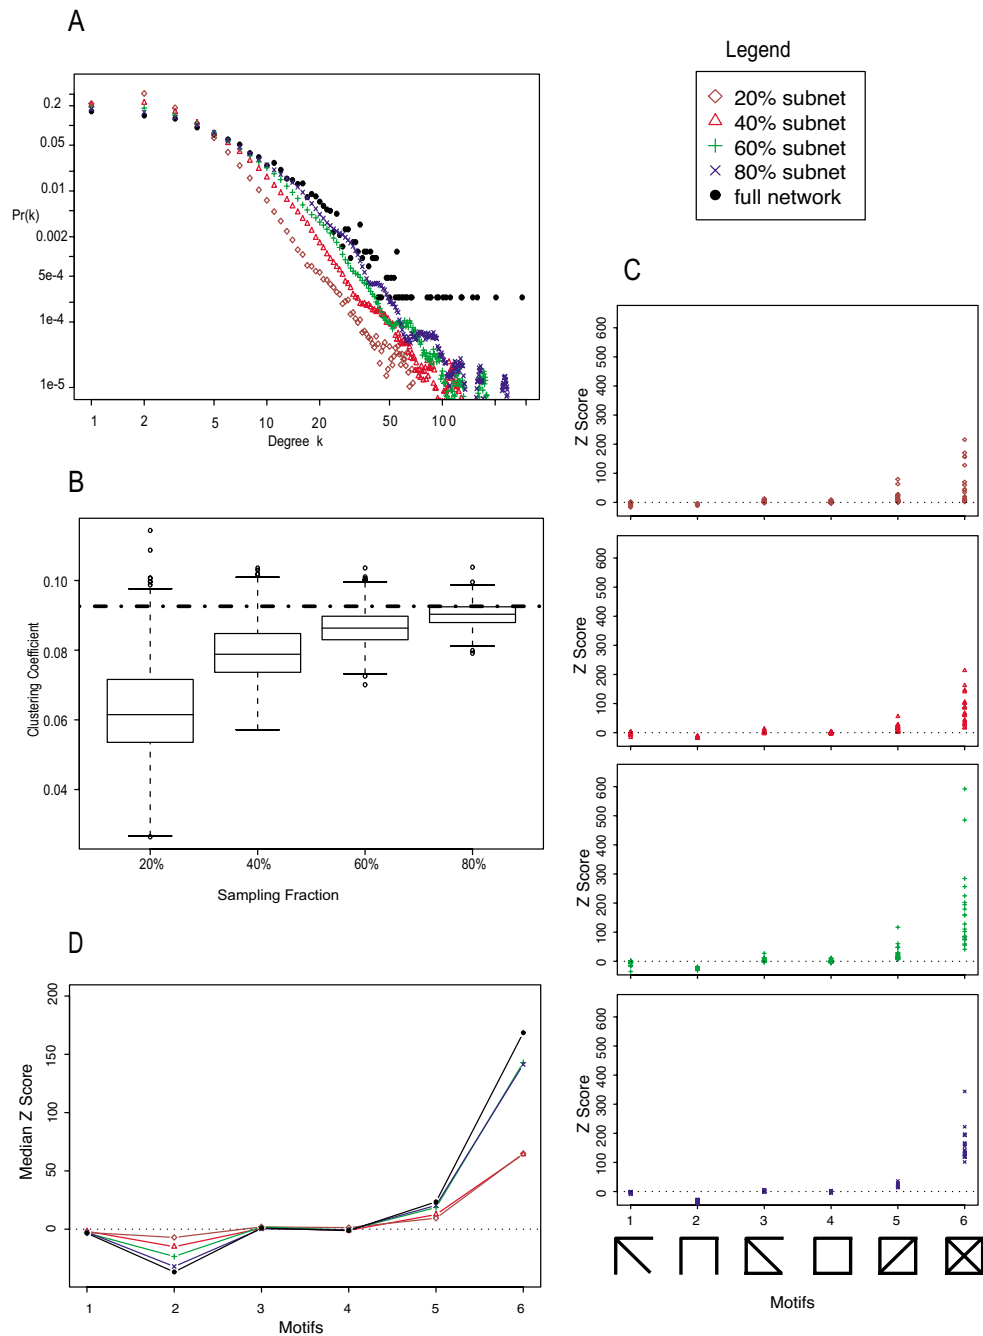 A
Legend
20% subnet
40% subnet
60% subnet
80% subnet
full network
0.2
0.05
0.01
Pr(k)
0.002
5e-4
1e-4
1e-5
1 2 5 10 20 50 100
Degree k
B
0.10
0.08
0.06
0.04
Clustering Coefficient
20% 40% 60% 80%
Sampling Fraction
C
600
500
400
300
200
100
0
Z Score
600
500
400
300
200
100
0
Z Score
600
500
400
300
200
100
0
Z Score
600
500
400
300
200
100
0
Z Score
1 2 3 4 5 6
Motifs
D
200
150
100
50
0
Median Z Score
1 2 3 4 5 6
Motifs